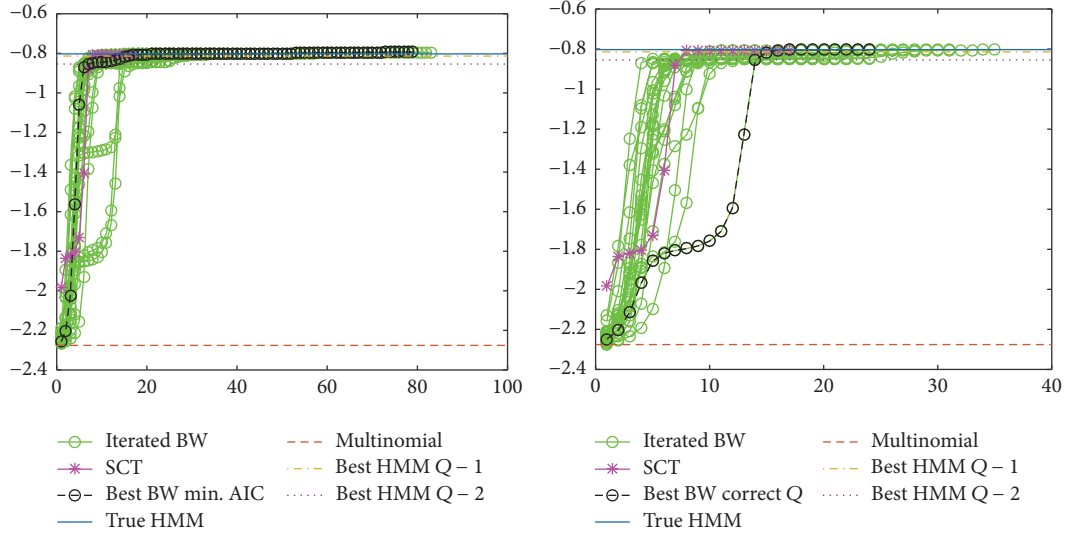 −0.6
−0.8
−1
−1.2
−1.4
−1.6
−1.8
−2
−2.2
−2.4
0 20 40 60 80 100
Iterated BW
SCT
Best BW min. AIC
True HMM
Multinomial
Best HMM Q − 1
Best HMM Q − 2
−0.6
−0.8
−1
−1.2
−1.4
−1.6
−1.8
−2
−2.2
−2.4
0 10 20 30 40
Iterated BW
SCT
Best BW correct Q
True HMM
Multinomial
Best HMM Q − 1
Best HMM Q − 2